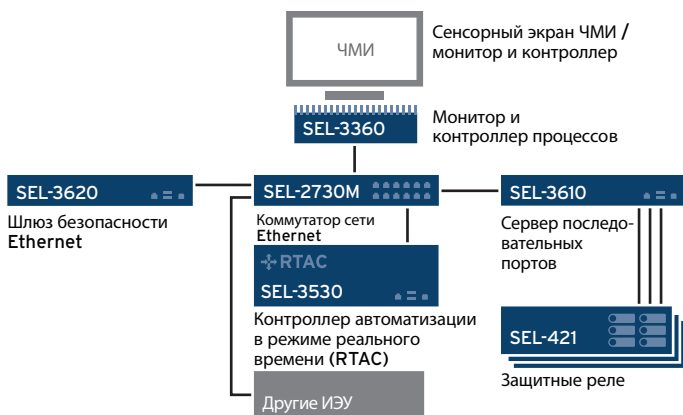 ЧМИ
Сенсорный экран ЧМИ /
монитор и контроллер
SEL-3360
Монитор и
контроллер процессов
SEL-3620
Шлюз безопасности
Ethernet
SEL-2730M
Коммутатор сети
Ethernet
SEL-3610
Сервер последо-
вательных
портов
RTAC
SEL-3530
Контроллер автоматизации
в режиме реального
времени (RTAC)
SEL-421
Защитные реле
Другие ИЭУ